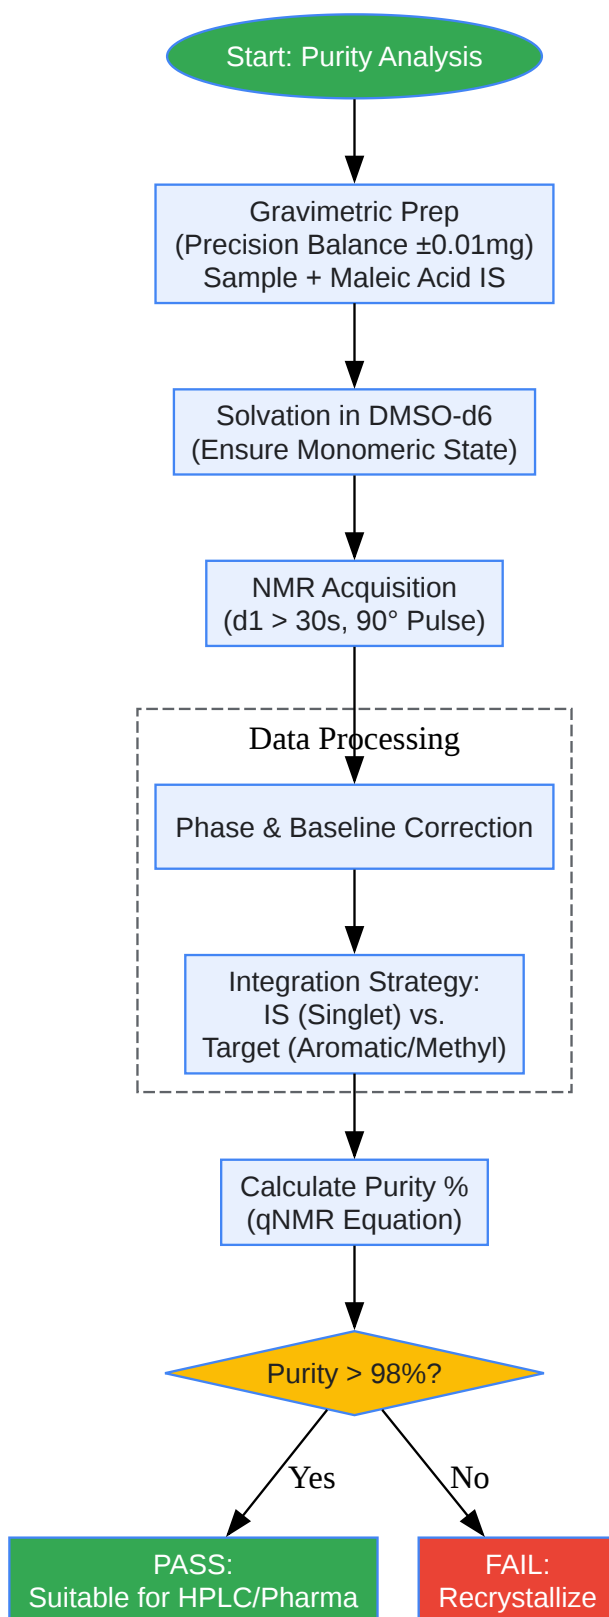 Start: Purity Analysis
Gravimetric Prep
(Precision Balance ±0.01mg)
Sample + Maleic Acid IS
Solvation in DMSO-d6
(Ensure Monomeric State)
NMR Acquisition
(d1 > 30s, 90° Pulse)
Data Processing
Phase & Baseline Correction
Integration Strategy:
IS (Singlet) vs.
Target (Aromatic/Methyl)
Calculate Purity %
(qNMR Equation)
Purity > 98%?
Yes
No
PASS:
Suitable for HPLC/Pharma
FAIL:
Recrystallize